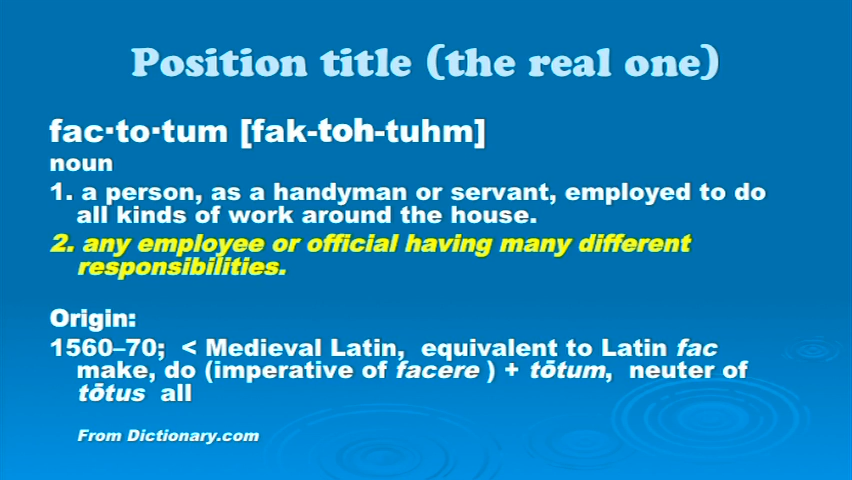 Position title (the real one)
fac·to·tum [fak-toh-tuhm]
noun
1. a person, as a handyman or servant, employed to do
all kinds of work around the house.
2. any employee or official having many different
responsibilities.
Origin:
1560–70; < Medieval Latin, equivalent to Latin fac
make, do (imperative of facere ) + tōtum, neuter of
tōtus all
From Dictionary.com